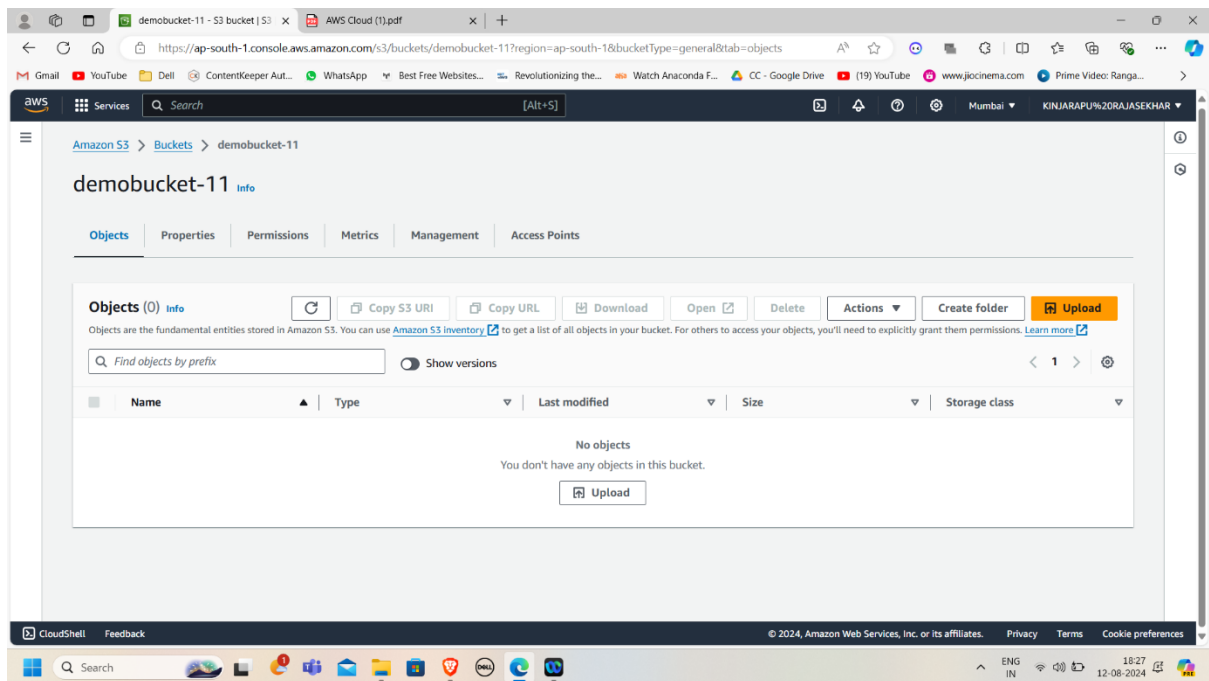 demobucket-11 - S3 bucket | S3
AWS Cloud (1).pdf
https://ap-south-1.console.aws.amazon.com/s3/buckets/demobucket-11?region=ap-south-1&bucketType=general&tab=objects
Gmail YouTube Dell ContentKeeper Aut... WhatsApp Best Free Websites... Revolutionizing the... Watch Anaconda F... CC - Google Drive (19) YouTube www.jiocinema.com Prime Video: Ranga...
aws Services Search [Alt+S] Mumbai KINJARAPU%20RAJASEKHAR
Amazon S3 > Buckets > demobucket-11
demobucket-11 Info
Objects Properties Permissions Metrics Management Access Points
Objects (0) Info Copy S3 URI Copy URL Download Open Delete Actions Create folder Upload
Objects are the fundamental entities stored in Amazon S3. You can use Amazon S3 inventory to get a list of all objects in your bucket. For others to access your objects, you'll need to explicitly grant them permissions. Learn more
Find objects by prefix Show versions < 1 >
Name Type Last modified Size Storage class
No objects
You don't have any objects in this bucket.
Upload
CloudShell Feedback © 2024, Amazon Web Services, Inc. or its affiliates. Privacy Terms Cookie preferences
Search ENG 18:27
IN 12-08-2024